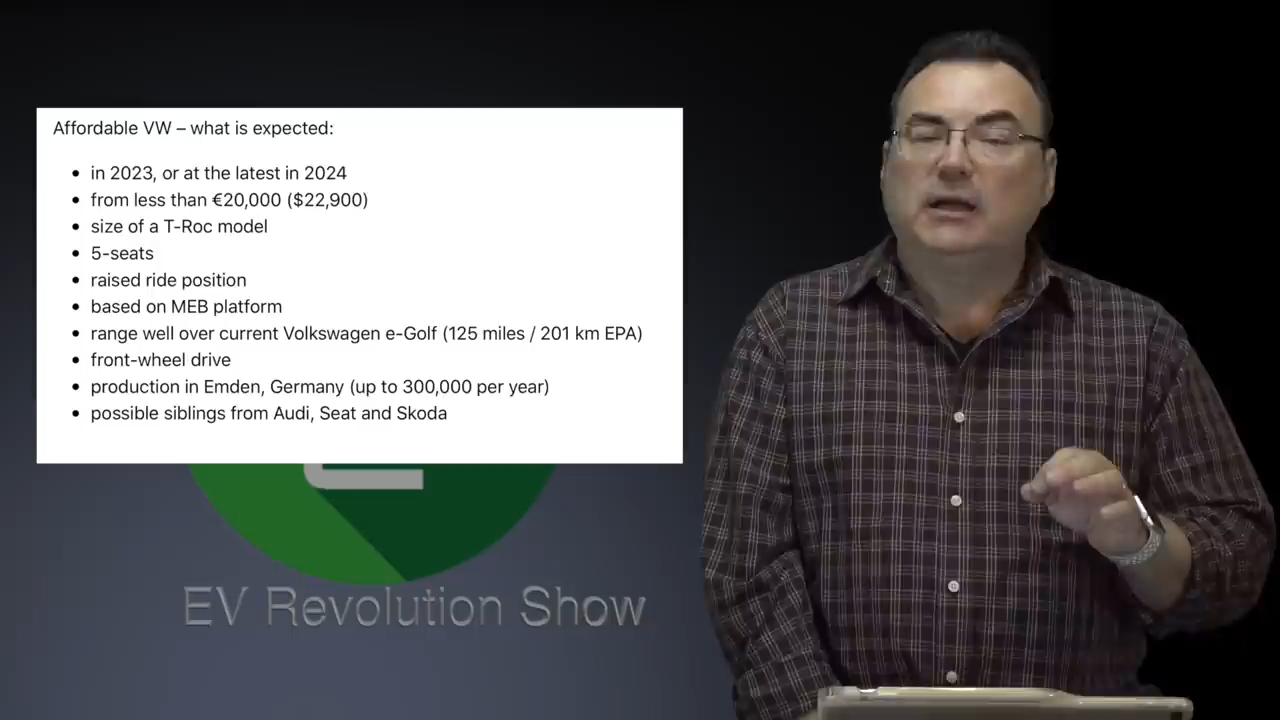 Affordable VW – what is expected:
• in 2023, or at the latest in 2024
• from less than €20,000 ($22,900)
• size of a T-Roc model
• 5-seats
• raised ride position
• based on MEB platform
• range well over current Volkswagen e-Golf (125 miles / 201 km EPA)
• front-wheel drive
• production in Emden, Germany (up to 300,000 per year)
• possible siblings from Audi, Seat and Skoda
EV Revolution Show